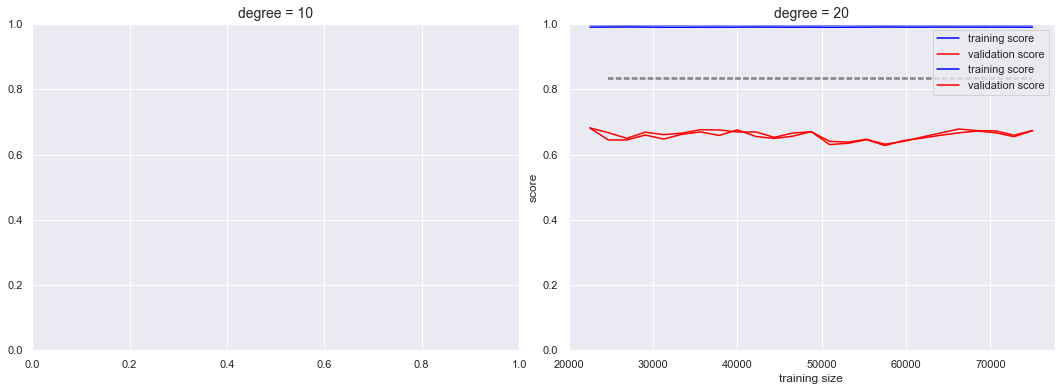 degree = 10
1.0
0.8
0.6
0.4
0.2
0.0
0.0 0.2 0.4 0.6 0.8 1.0
degree = 20
score
1.0
0.8
0.6
0.4
0.2
0.0
training score
validation score
training score
validation score
20000 30000 40000 50000 60000 70000
training size